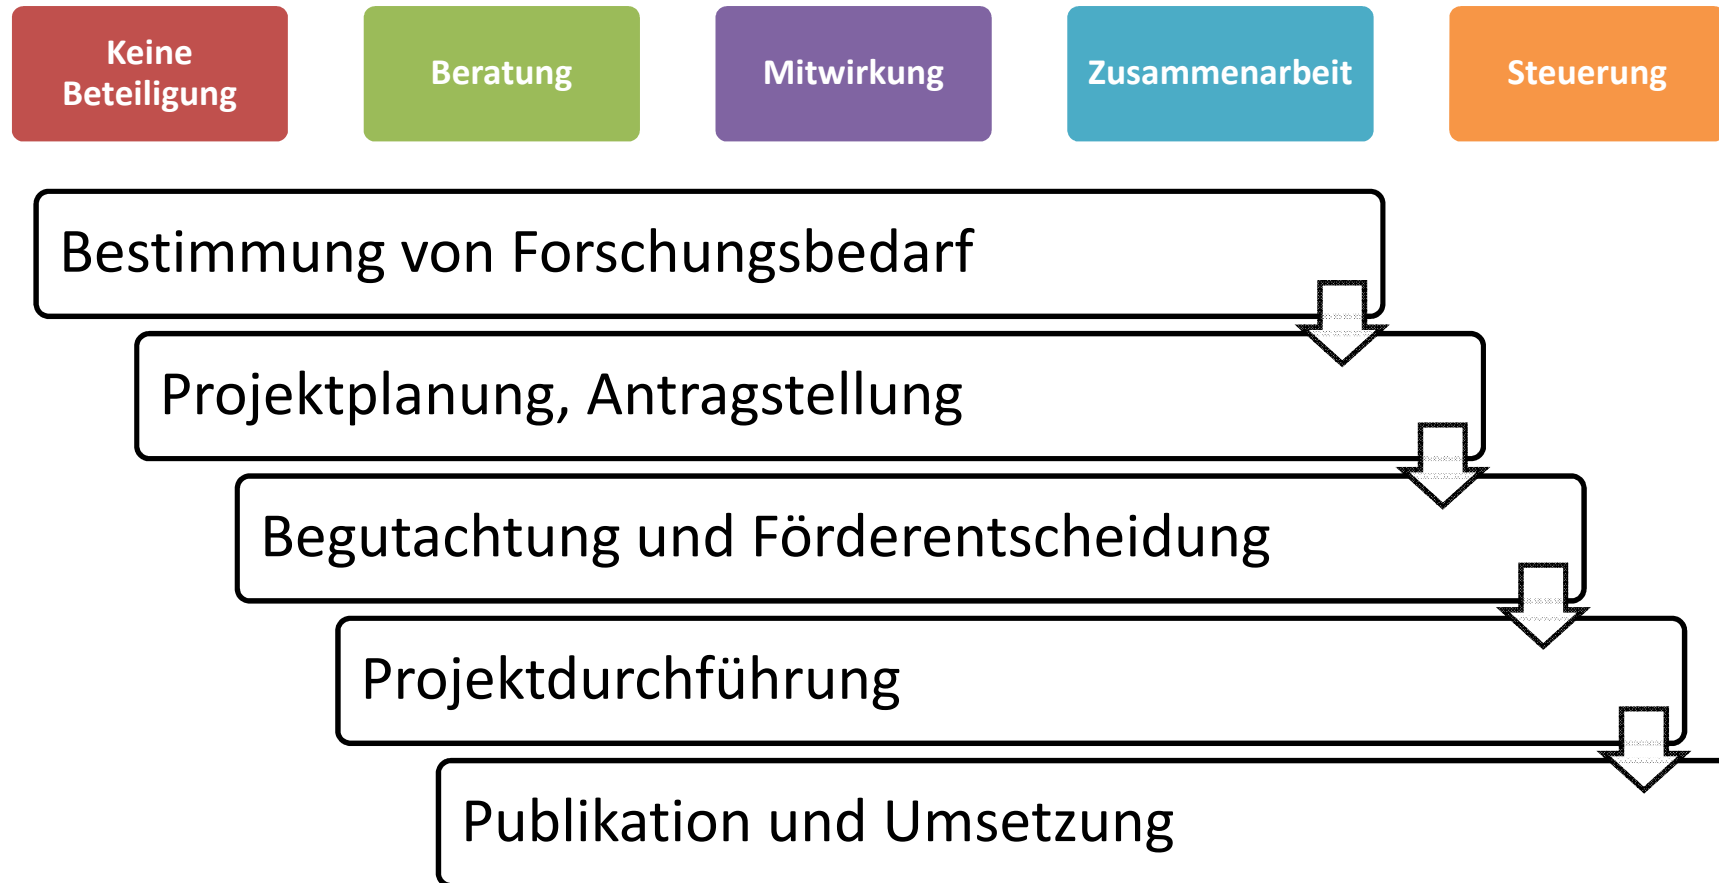 Keine
Beteiligung
Beratung
Mitwirkung
Zusammenarbeit
Steuerung
Bestimmung von Forschungsbedarf
Projektplanung, Antragstellung
Begutachtung und Förderentscheidung
Projektdurchführung
Publikation und Umsetzung